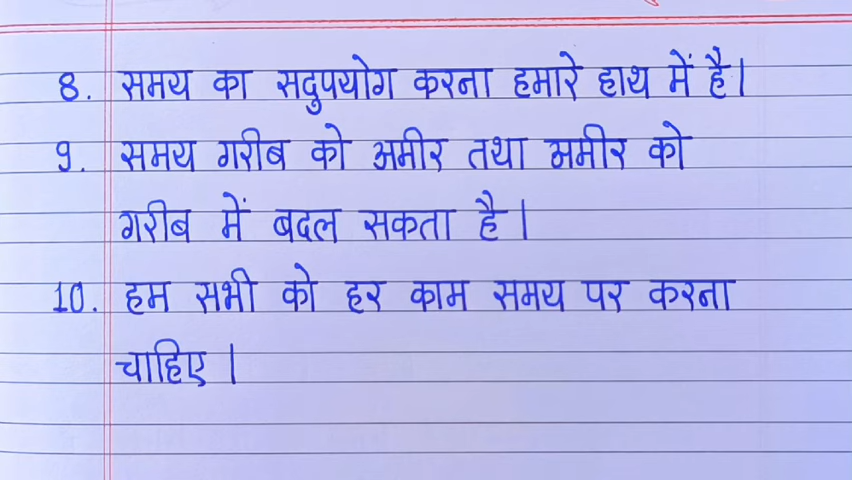 8. समय का सदुपयोग करना हमारे हाथ में है।
9. समय गरीब को अमीर तथा अमीर को
गरीब में बदल सकता है।
10. हम सभी को हर काम समय पर करना
चाहिए।